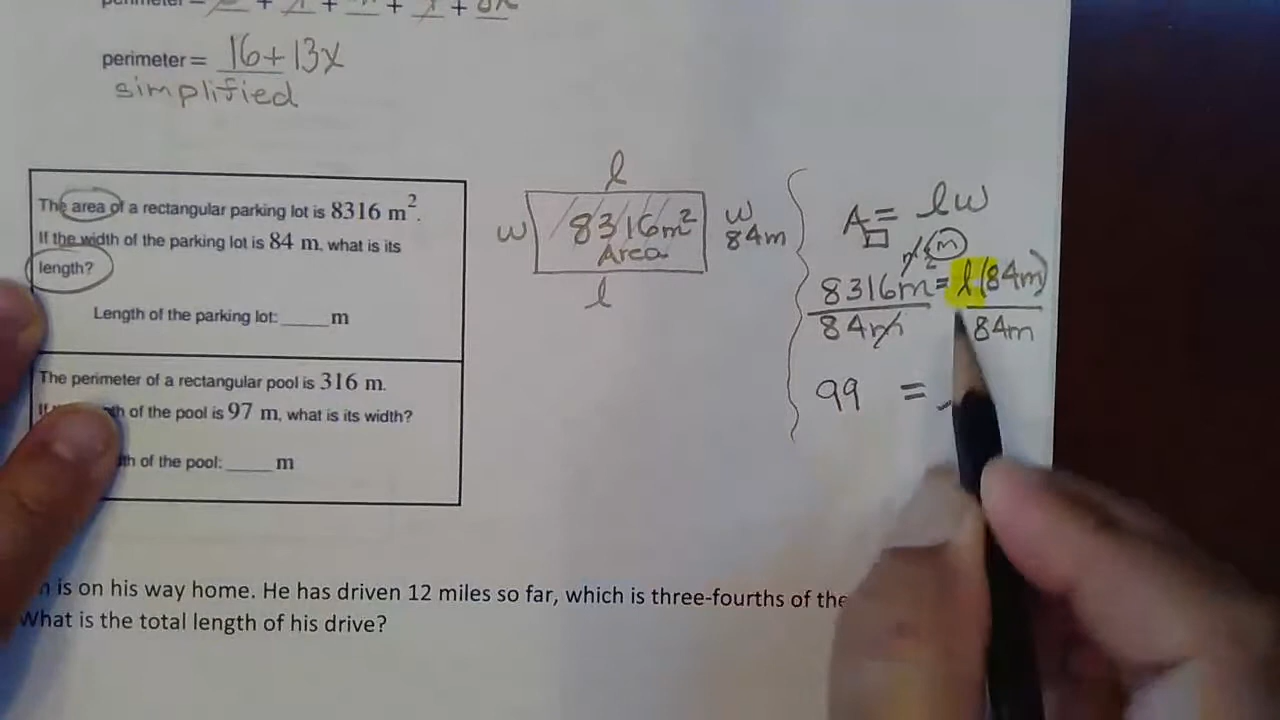 perimeter = + + + +
perimeter = 16+13x
simplified
The area of a rectangular parking lot is 8316 m².
If the width of the parking lot is 84 m, what is its
length?
Length of the parking lot: _____ m
The perimeter of a rectangular pool is 316 m.
of the pool is 97 m, what is its width?
of the pool: _____ m
l
w 8316m² w
Area 84m
l
A▭ = lw
m
8316m² = l(84m)
84m 84m
99 =
is on his way home. He has driven 12 miles so far, which is three-fourths of the
What is the total length of his drive?